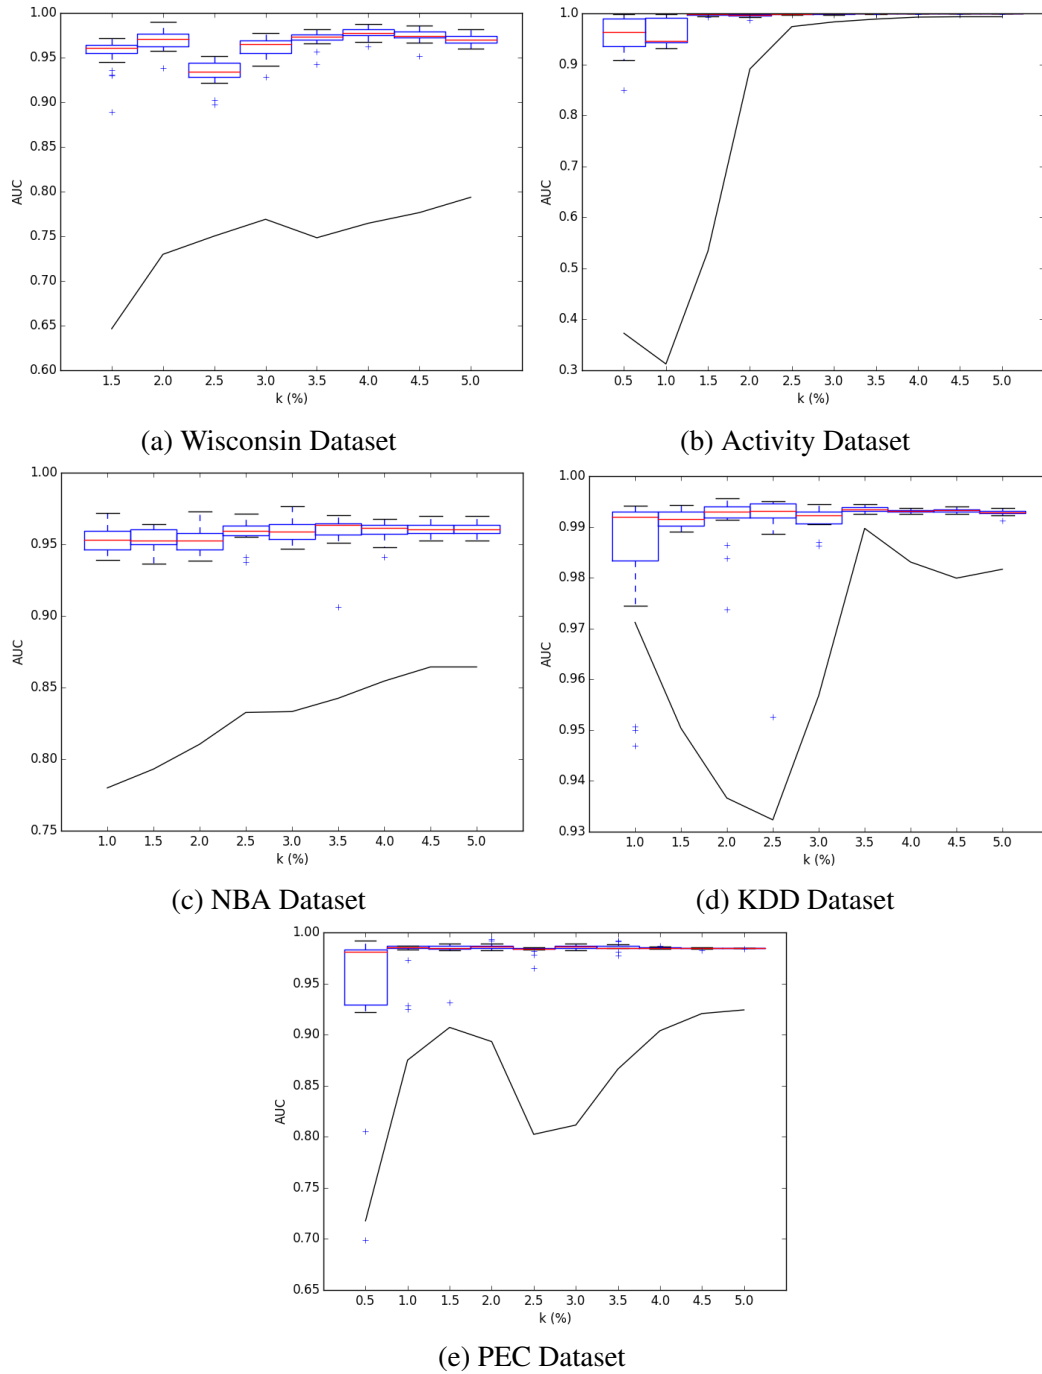 1.00
0.95
0.90
0.85
0.80
0.75
0.70
0.65
0.60
AUC
1.5 2.0 2.5 3.0 3.5 4.0 4.5 5.0
k (%)
(a) Wisconsin Dataset
1.0
0.9
0.8
0.7
0.6
0.5
0.4
0.3
AUC
0.5 1.0 1.5 2.0 2.5 3.0 3.5 4.0 4.5 5.0
k (%)
(b) Activity Dataset
1.00
0.95
0.90
0.85
0.80
0.75
AUC
1.0 1.5 2.0 2.5 3.0 3.5 4.0 4.5 5.0
k (%)
(c) NBA Dataset
1.00
0.99
0.98
0.97
0.96
0.95
0.94
0.93
AUC
1.0 1.5 2.0 2.5 3.0 3.5 4.0 4.5 5.0
k (%)
(d) KDD Dataset
1.00
0.95
0.90
0.85
0.80
0.75
0.70
0.65
AUC
0.5 1.0 1.5 2.0 2.5 3.0 3.5 4.0 4.5 5.0
k (%)
(e) PEC Dataset